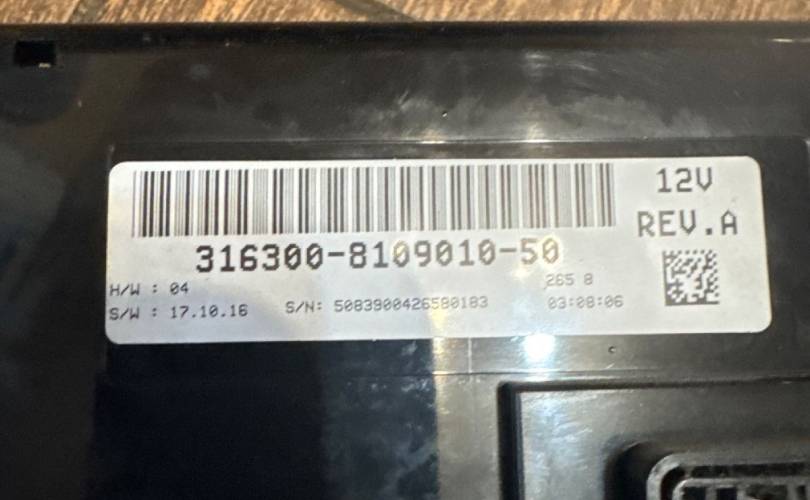 12V
REV.A
316300-8109010-50
H/W : 04
265 8
S/W : 17.10.16
S/N: 5083900426580183
03:08:06